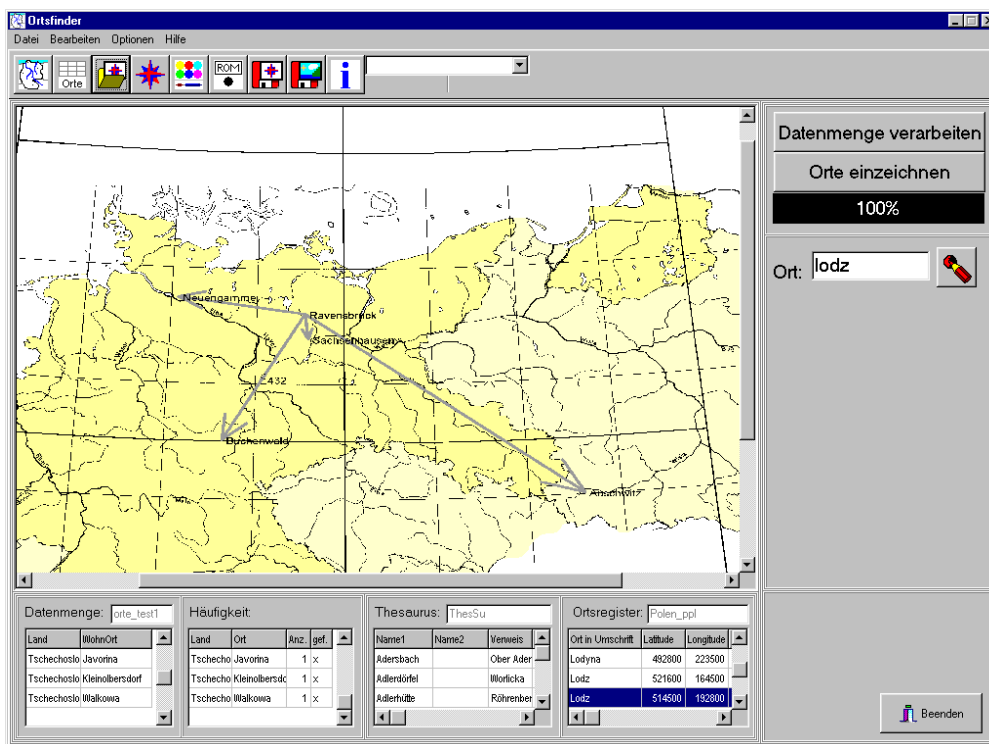 Ortsfinder
Datei Bearbeiten Optionen Hilfe
Orte
ROM
Datenmenge verarbeiten
Orte einzeichnen
100%
Ort: lodz
Neuengamme
Ravensbrück
Sachsenhausen
432
Buchenwald
Auschwitz
Datenmenge: orte_test1
Land WohnOrt
Tschechoslo Javorina
Tschechoslo Kleinolbersdorf
Tschechoslo Walkowa
Häufigkeit:
Land Ort Anz. gef.
Tschecho Javorina 1 x
Tschecho Kleinolbersdo 1 x
Tschecho Walkowa 1 x
Thesaurus: ThesSu
Name1 Name2 Verweis
Adersbach Ober Ader
Adlerdörfel Worlicka
Adlerhütte Röhrenber
Ortsregister: Polen_ppl
Ort in Umschrift Latitude Longitude
Lodyna 492800 223500
Lodz 521600 164500
Lodz 514500 192800
Beenden